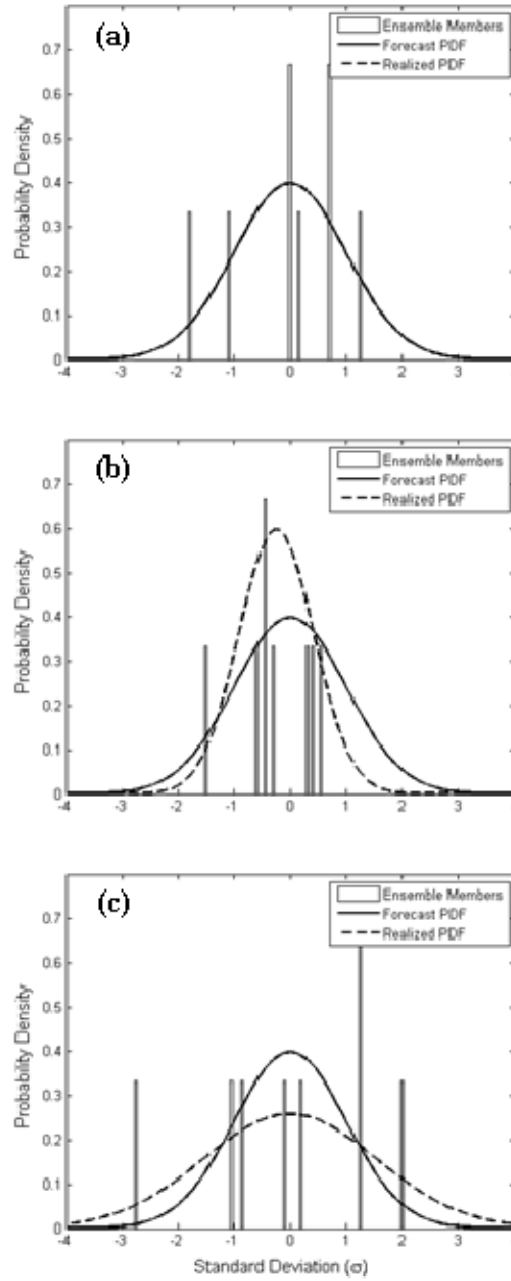 (a)
Ensemble Members
Forecast PDF
Realized PDF
Probability Density
0.7
0.6
0.5
0.4
0.3
0.2
0.1
0
-4 -3 -2 -1 0 1 2 3
(b)
Ensemble Members
Forecast PDF
Realized PDF
Probability Density
0.7
0.6
0.5
0.4
0.3
0.2
0.1
0
-4 -3 -2 -1 0 1 2 3
(c)
Ensemble Members
Forecast PDF
Realized PDF
Probability Density
0.7
0.6
0.5
0.4
0.3
0.2
0.1
0
-4 -3 -2 -1 0 1 2 3
Standard Deviation (σ)